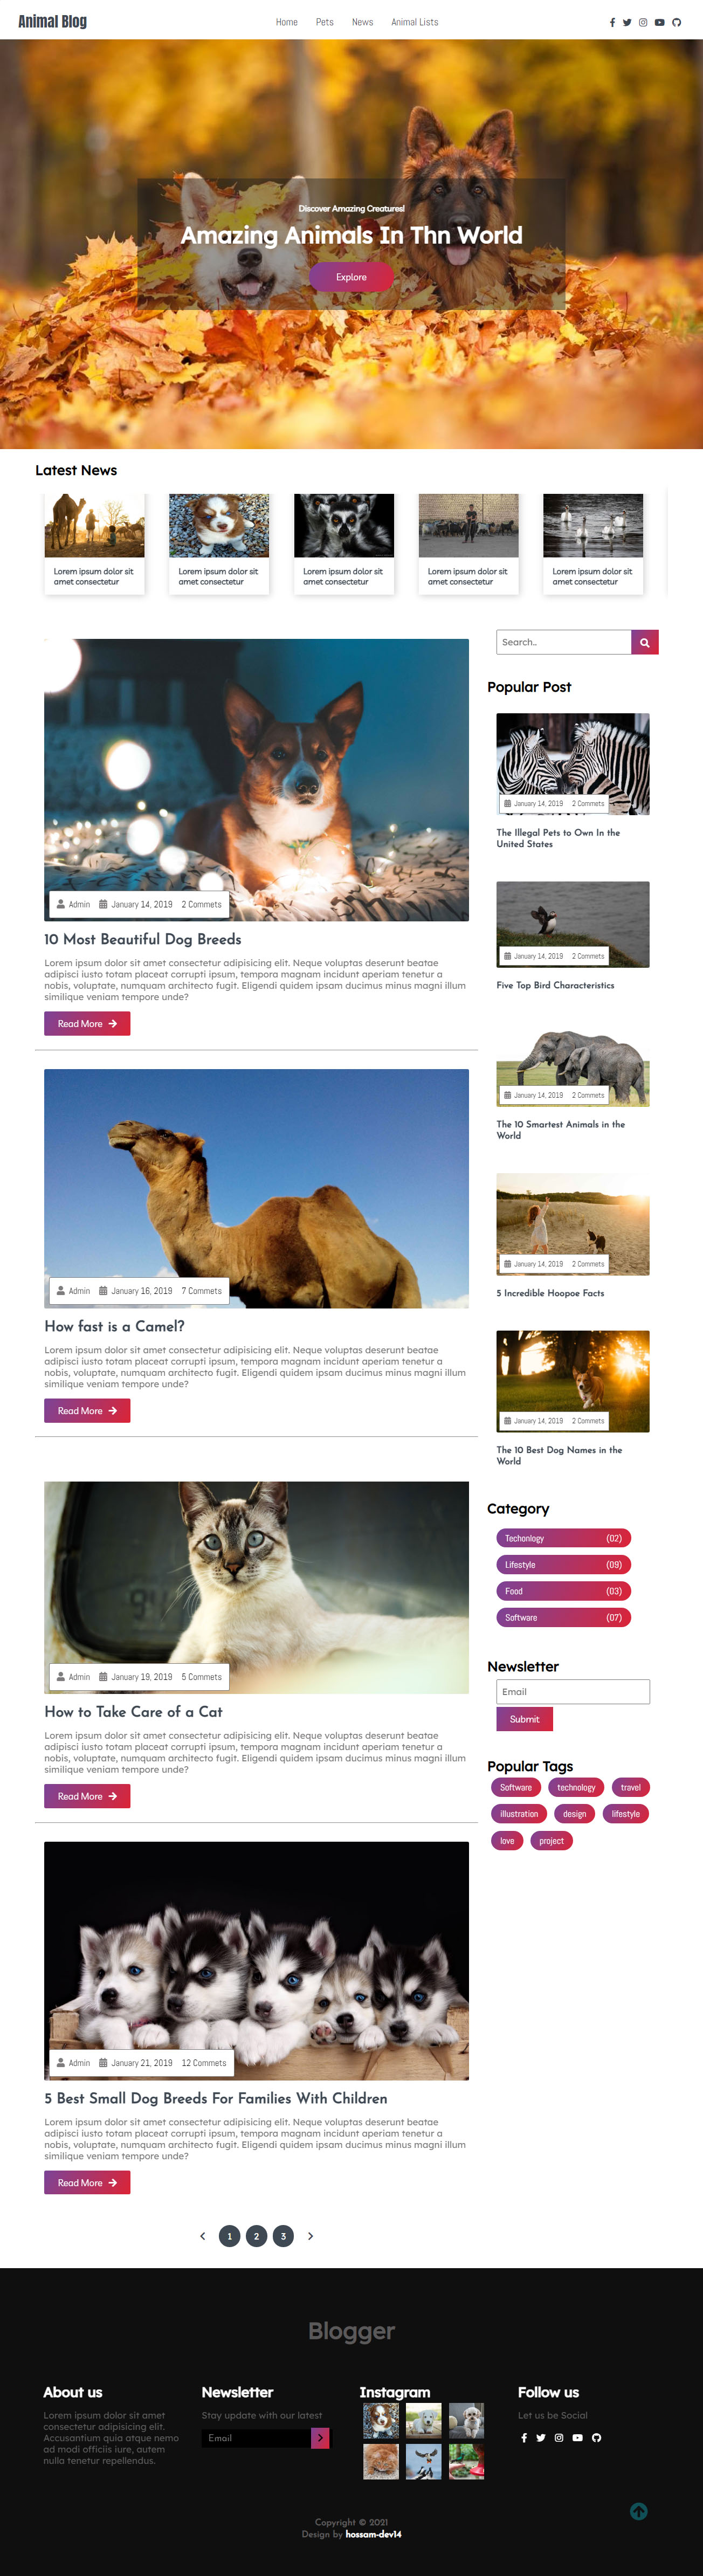 Animal Blog
Home Pets News Animal Lists
Discover Amazing Creatures!
Amazing Animals In Thn World
Explore
Latest News
Lorem ipsum dolor sit
amet consectetur
Lorem ipsum dolor sit
amet consectetur
Lorem ipsum dolor sit
amet consectetur
Lorem ipsum dolor sit
amet consectetur
Lorem ipsum dolor sit
amet consectetur
Admin January 14, 2019 2 Commets
10 Most Beautiful Dog Breeds
Lorem ipsum dolor sit amet consectetur adipisicing elit. Neque voluptas deserunt beatae
adipisci iusto totam placeat corrupti ipsum, tempora magnam incidunt aperiam tenetur a
nobis, voluptate, numquam architecto fugit. Eligendi quidem ipsam ducimus minus magni illum
similique veniam tempore unde?
Read More
Admin January 16, 2019 7 Commets
How fast is a Camel?
Lorem ipsum dolor sit amet consectetur adipisicing elit. Neque voluptas deserunt beatae
adipisci iusto totam placeat corrupti ipsum, tempora magnam incidunt aperiam tenetur a
nobis, voluptate, numquam architecto fugit. Eligendi quidem ipsam ducimus minus magni illum
similique veniam tempore unde?
Read More
Admin January 19, 2019 5 Commets
How to Take Care of a Cat
Lorem ipsum dolor sit amet consectetur adipisicing elit. Neque voluptas deserunt beatae
adipisci iusto totam placeat corrupti ipsum, tempora magnam incidunt aperiam tenetur a
nobis, voluptate, numquam architecto fugit. Eligendi quidem ipsam ducimus minus magni illum
similique veniam tempore unde?
Read More
Admin January 21, 2019 12 Commets
5 Best Small Dog Breeds For Families With Children
Lorem ipsum dolor sit amet consectetur adipisicing elit. Neque voluptas deserunt beatae
adipisci iusto totam placeat corrupti ipsum, tempora magnam incidunt aperiam tenetur a
nobis, voluptate, numquam architecto fugit. Eligendi quidem ipsam ducimus minus magni illum
similique veniam tempore unde?
Read More
1 2 3
Search..
Popular Post
January 14, 2019 2 Commets
The Illegal Pets to Own In the
United States
January 14, 2019 2 Commets
Five Top Bird Characteristics
January 14, 2019 2 Commets
The 10 Smartest Animals in the
World
January 14, 2019 2 Commets
5 Incredible Hoopoe Facts
January 14, 2019 2 Commets
The 10 Best Dog Names in the
World
Category
Techonlogy (02)
Lifestyle (09)
Food (03)
Software (07)
Newsletter
Email
Submit
Popular Tags
Software technology travel
illustration design lifestyle
love project
Blogger
About us
Lorem ipsum dolor sit amet
consectetur adipisicing elit.
Accusantium quia atque nemo
ad modi officiis iure, autem
nulla tenetur repellendus.
Newsletter
Stay update with our latest
Email
Instagram
Follow us
Let us be Social
Copyright © 2021
Design by hossam-dev14